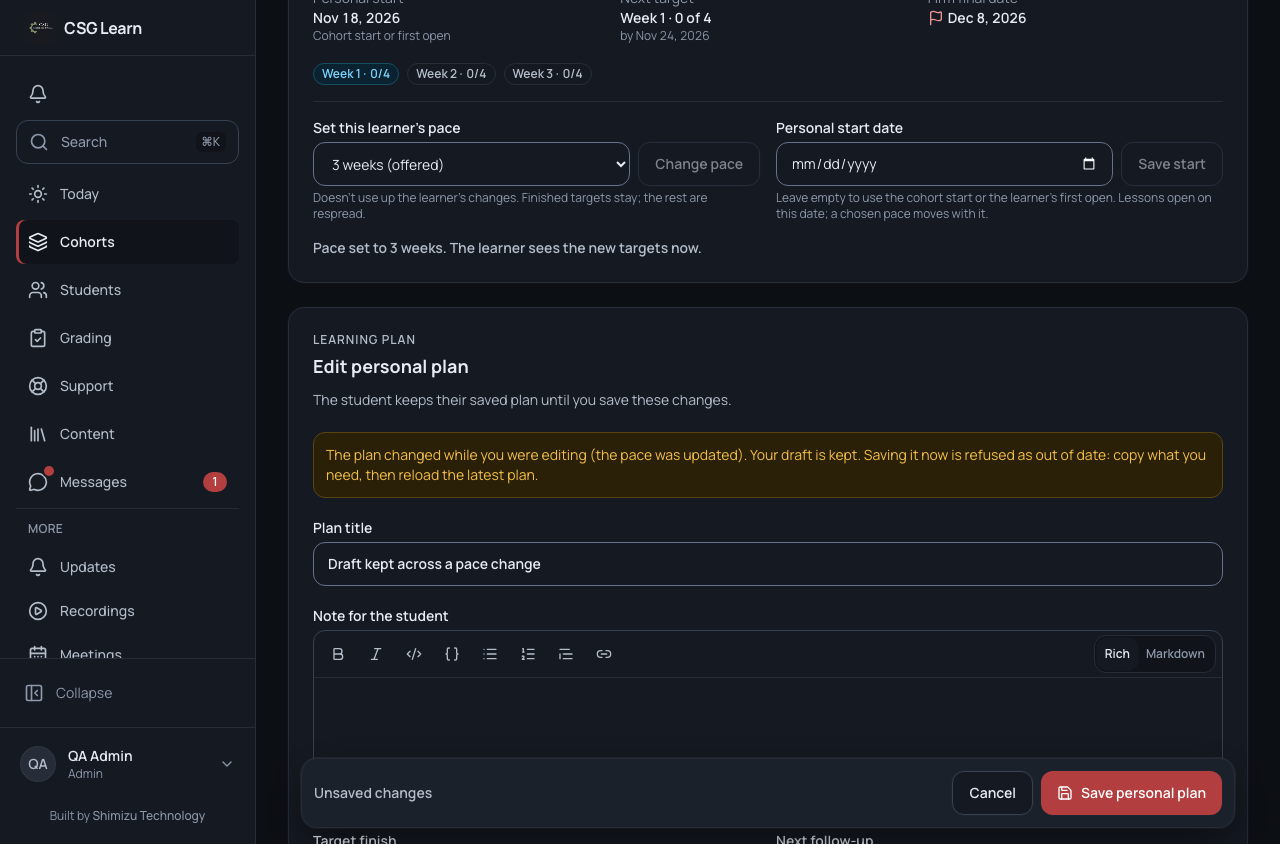 CSG Learn
Search
⌘K
Today
Cohorts
Students
Grading
Support
Content
Messages
1
MORE
Updates
Recordings
Meetings
Collapse
QA
QA Admin
Admin
Built by Shimizu Technology
Nov 18, 2026
Cohort start or first open
Week 1 · 0 of 4
by Nov 24, 2026
Dec 8, 2026
Week 1 · 0/4
Week 2 · 0/4
Week 3 · 0/4
Set this learner's pace
3 weeks (offered)
Change pace
Doesn't use up the learner's changes. Finished targets stay; the rest are
respread.
Personal start date
mm/dd/yyyy
Save start
Leave empty to use the cohort start or the learner's first open. Lessons open on
this date; a chosen pace moves with it.
Pace set to 3 weeks. The learner sees the new targets now.
LEARNING PLAN
Edit personal plan
The student keeps their saved plan until you save these changes.
The plan changed while you were editing (the pace was updated). Your draft is kept. Saving it now is refused as out of date: copy what you
need, then reload the latest plan.
Plan title
Draft kept across a pace change
Note for the student
Rich
Markdown
Unsaved changes
Cancel
Save personal plan
Target finish
Next follow-up